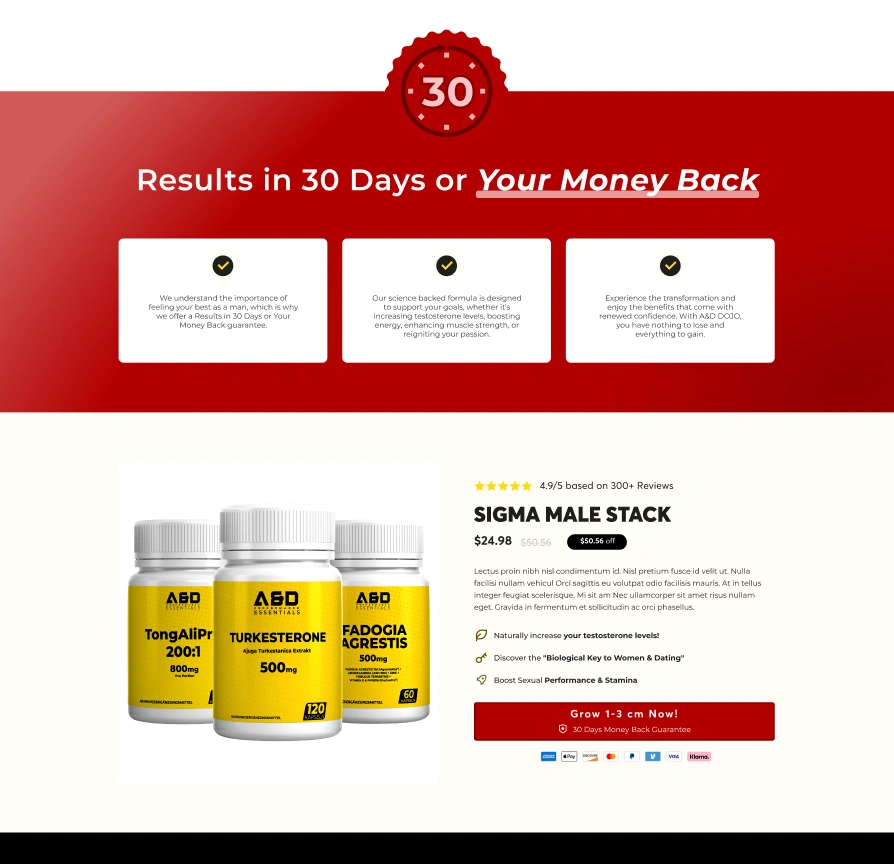 30
Results in 30 Days or Your Money Back
We understand the importance of
feeling your best as a man, which is why
we offer a Results in 30 Days or Your
Money Back guarantee.
Our science backed formula is designed
to support your goals, whether it's
increasing testosterone levels, boosting
energy, enhancing muscle strength, or
reigniting your passion.
Experience the transformation and
enjoy the benefits that come with
renewed confidence. With A&D DOJO,
you have nothing to lose and
everything to gain.
A&D
ESSENTIALS
TongAliPr
200:1
800mg
Pro Portion
A&D
PERFORMANCE
ESSENTIALS
TURKESTERONE
Ajuga Turkestanica Extrakt
500mg
120
KAPSELN
A&D
ESSENTIALS
FADOGIA
AGRESTIS
500mg
60
KAPSELN
4.9/5 based on 300+ Reviews
SIGMA MALE STACK
$24.98 $50.56 $50.56 off
Lectus proin nibh nisl condimentum id. Nisl pretium fusce id velit ut. Nulla
facilisi nullam vehicul Orci sagittis eu volutpat odio facilisis mauris. At in tellus
integer feugiat scelerisque. Mi sit am Nec ullamcorper sit amet risus nullam
eget. Gravida in fermentum et sollicitudin ac orci phasellus.
Naturally increase your testosterone levels!
Discover the "Biological Key to Women & Dating"
Boost Sexual Performance & Stamina
Grow 1-3 cm Now!
30 Days Money Back Guarantee
Pay DISCOVER VISA Klarna.